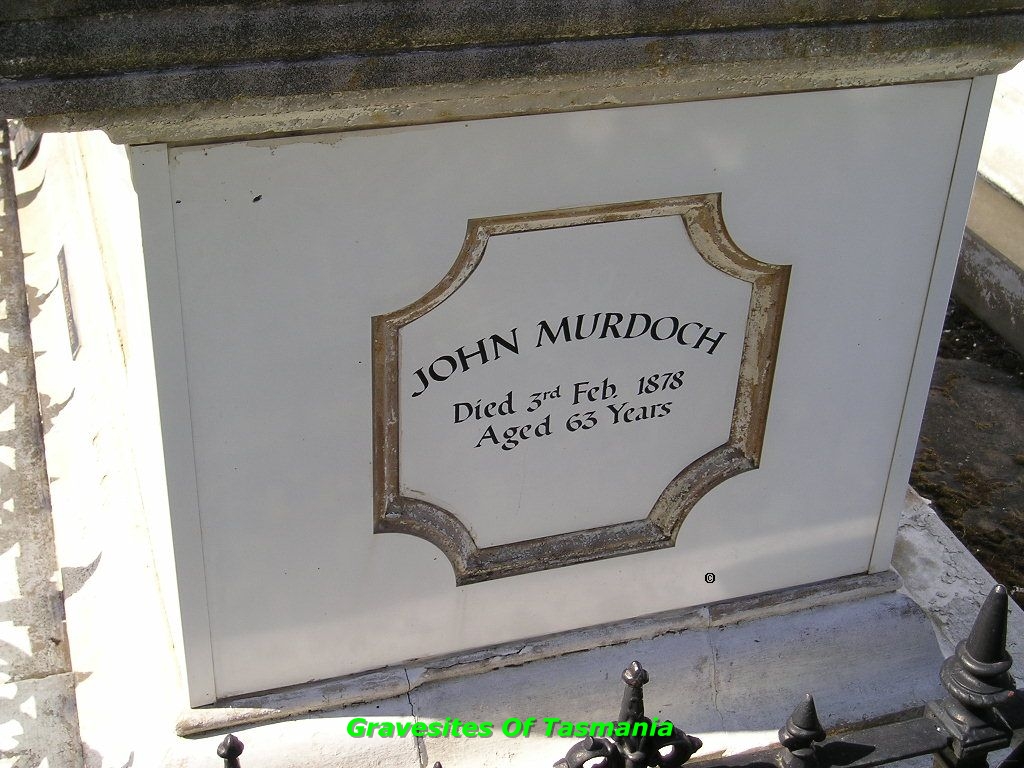 JOHN MURDOCH
Died 3rd Feb. 1878
Aged 63 Years
©
Gravesites Of Tasmania